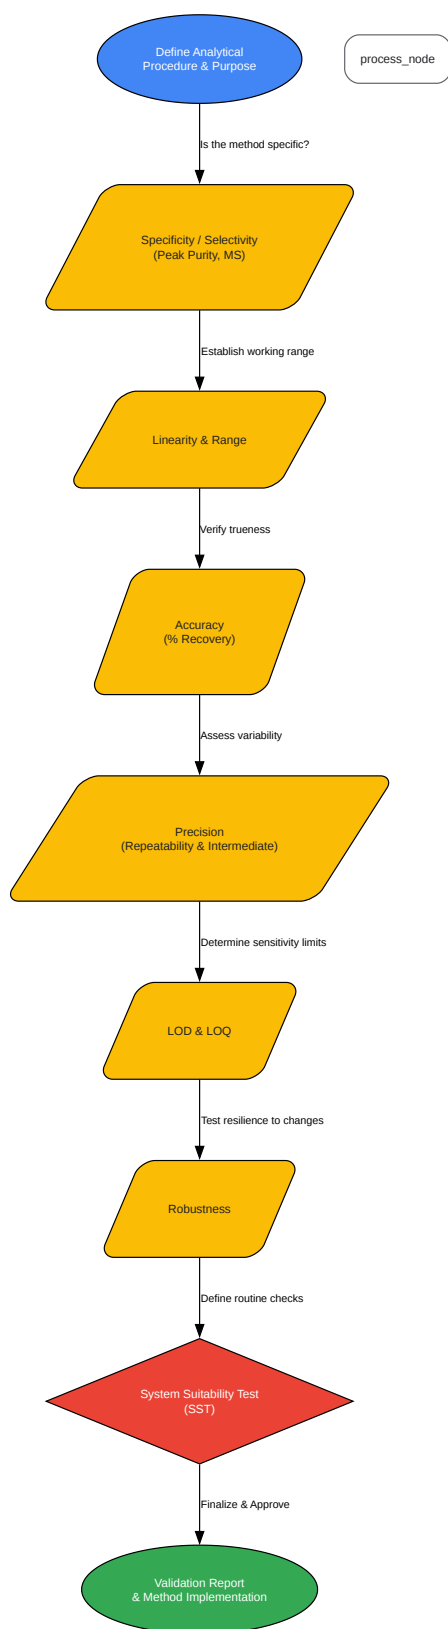 Define Analytical
Procedure & Purpose
process_node
Is the method specific?
Specificity / Selectivity
(Peak Purity, MS)
Establish working range
Linearity & Range
Verify trueness
Accuracy
(% Recovery)
Assess variability
Precision
(Repeatability & Intermediate)
Determine sensitivity limits
LOD & LOQ
Test resilience to changes
Robustness
Define routine checks
System Suitability Test
(SST)
Finalize & Approve
Validation Report
& Method Implementation